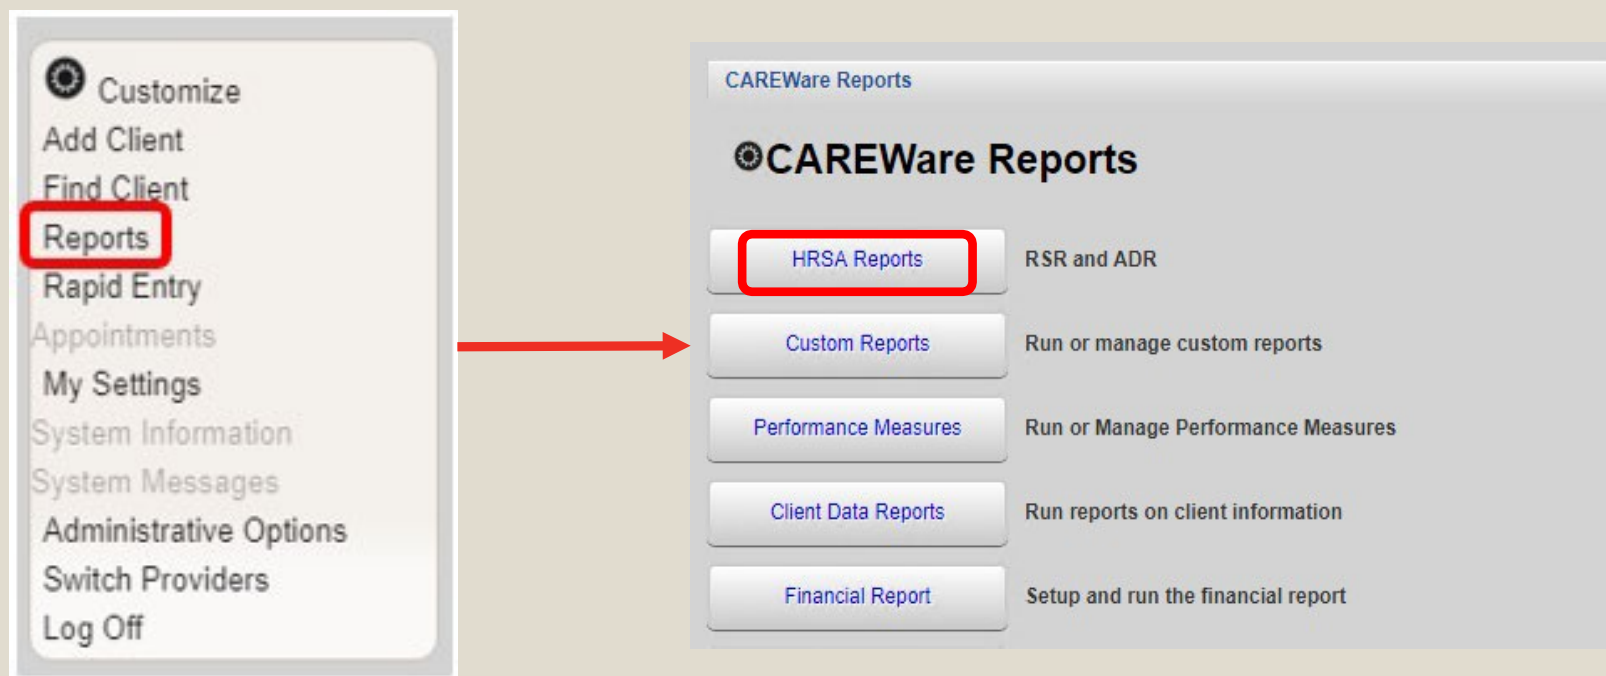 Customize
Add Client
Find Client
Reports
Rapid Entry
Appointments
My Settings
System Information
System Messages
Administrative Options
Switch Providers
Log Off
CAREWare Reports
CAREWare Reports
HRSA Reports RSR and ADR
Custom Reports Run or manage custom reports
Performance Measures Run or Manage Performance Measures
Client Data Reports Run reports on client information
Financial Report Setup and run the financial report